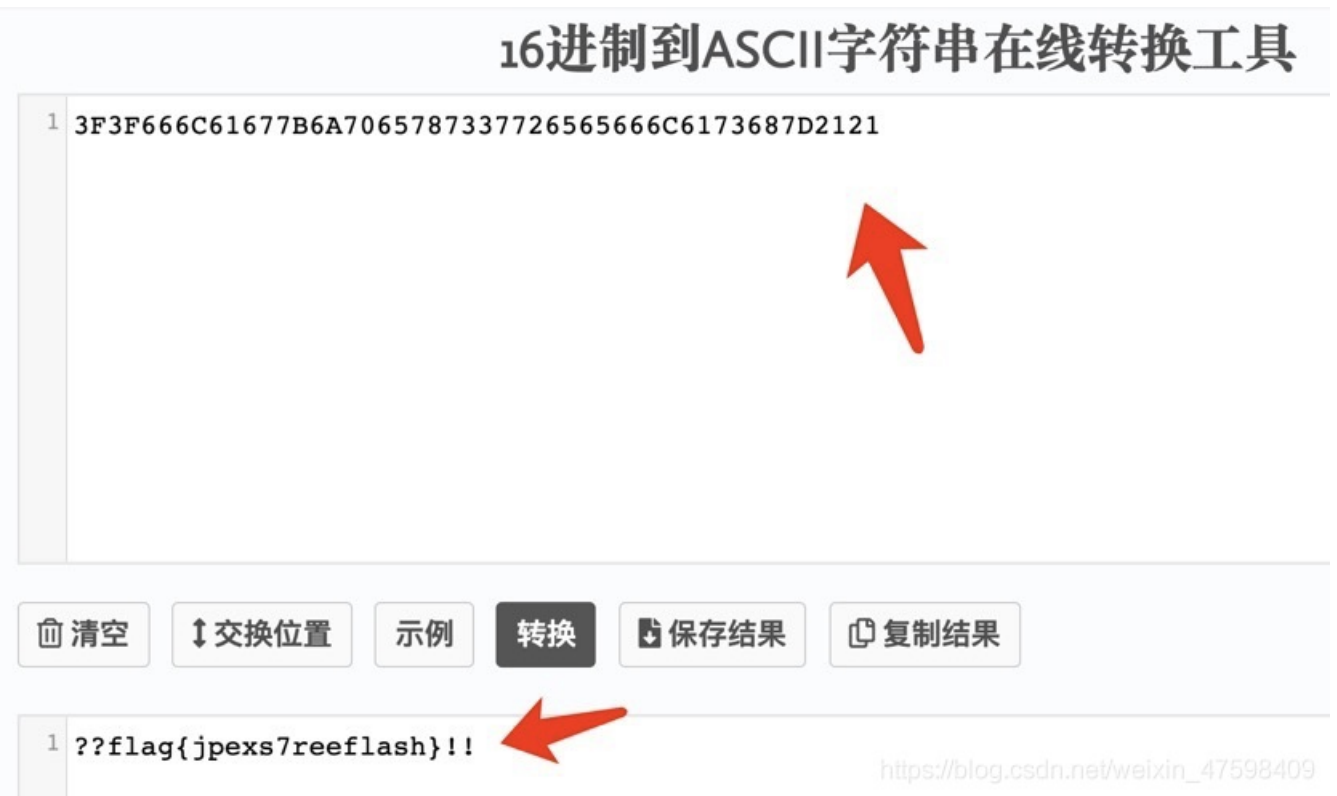 16进制到ASCII字符串在线转换工具
1 3F3F666C61677B6A7065787337726565666C6173687D2121
清空 交换位置 示例 转换 保存结果 复制结果
1 ??flag{jpexs7reeflash}!!
https://blog.csdn.net/weixin_47598409